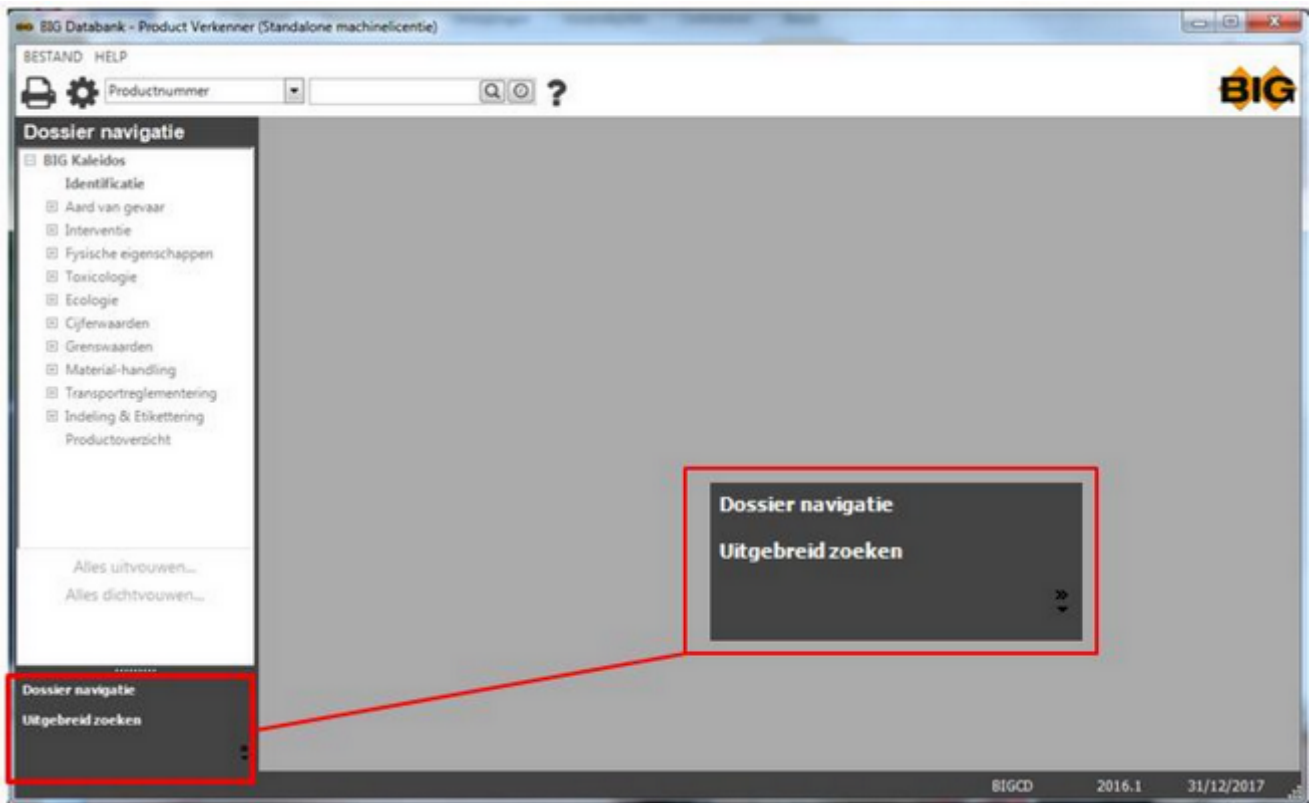 BIG Databank - Product Verkenner (Standalone machinelicentie)
BESTAND HELP
Productnummer
?
BIG
Dossier navigatie
BIG Kaleidos
Identificatie
Aard van gevaar
Interventie
Fysische eigenschappen
Toxicologie
Ecologie
Cijferwaarden
Grenswaarden
Material-handling
Transportreglementering
Indeling & Etikettering
Productoverzicht
Alles uitvouwen...
Alles dichtvouwen...
Dossier navigatie
Uitgebreid zoeken
Dossier navigatie
Uitgebreid zoeken
BIGCD 2016.1 31/12/2017